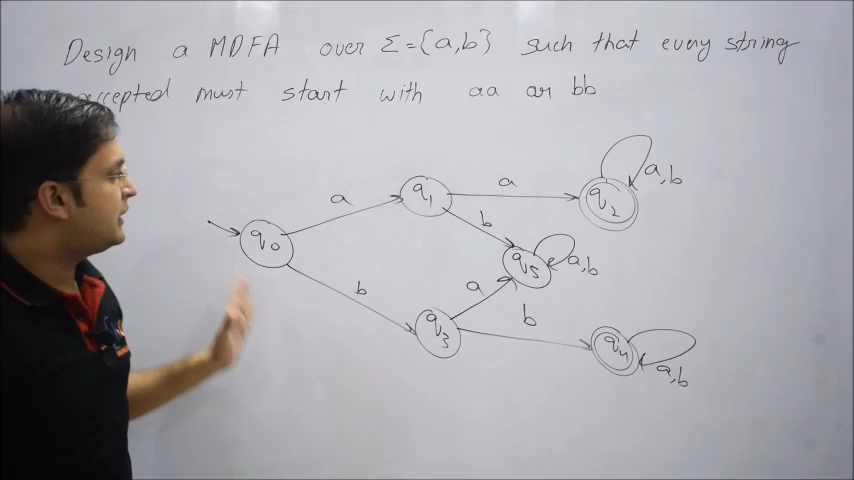 Design a MDFA over Σ={a,b} such that every string
accepted must start with aa or bb
a
q1
a
q2
a,b
q0
b
q5
a,b
b
a
q3
b
q4
a,b